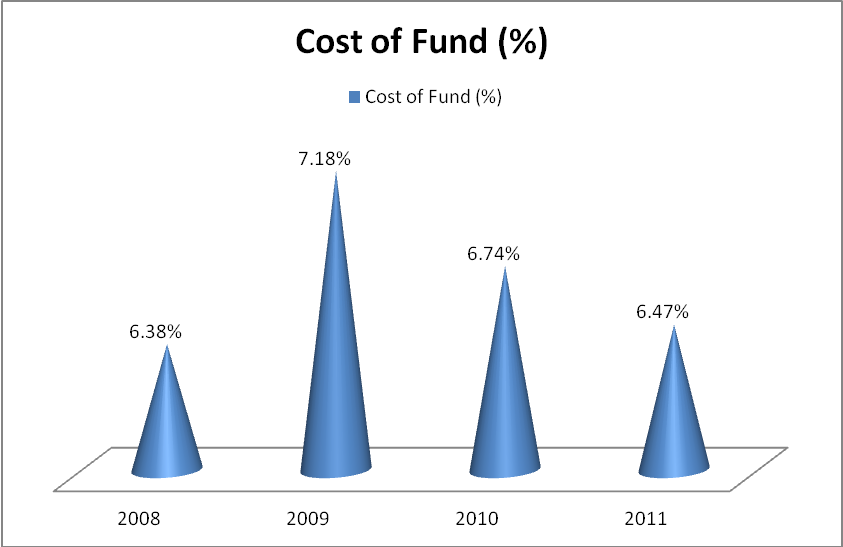 Cost of Fund (%)
Cost of Fund (%)
7.18%
6.74%
6.47%
6.38%
2008 2009 2010 2011